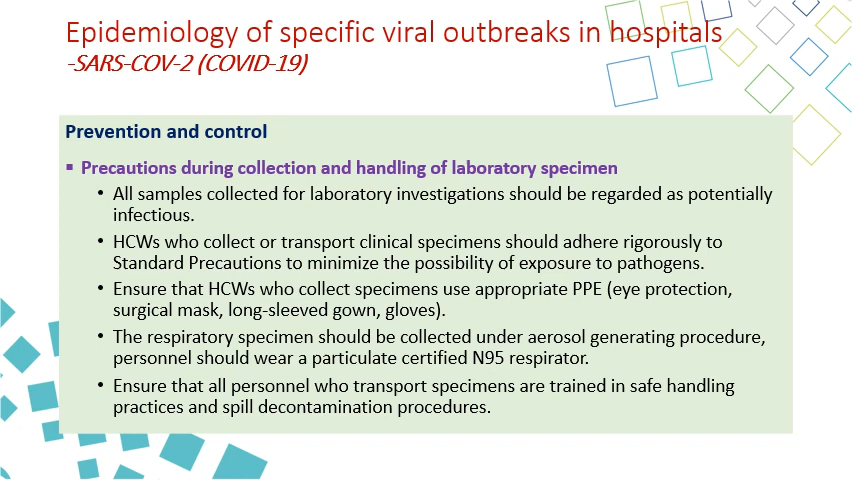 Epidemiology of specific viral outbreaks in hospitals
-SARS-COV-2 (COVID-19)
Prevention and control
▪ Precautions during collection and handling of laboratory specimen
• All samples collected for laboratory investigations should be regarded as potentially
infectious.
• HCWs who collect or transport clinical specimens should adhere rigorously to
Standard Precautions to minimize the possibility of exposure to pathogens.
• Ensure that HCWs who collect specimens use appropriate PPE (eye protection,
surgical mask, long-sleeved gown, gloves).
• The respiratory specimen should be collected under aerosol generating procedure,
personnel should wear a particulate certified N95 respirator.
• Ensure that all personnel who transport specimens are trained in safe handling
practices and spill decontamination procedures.